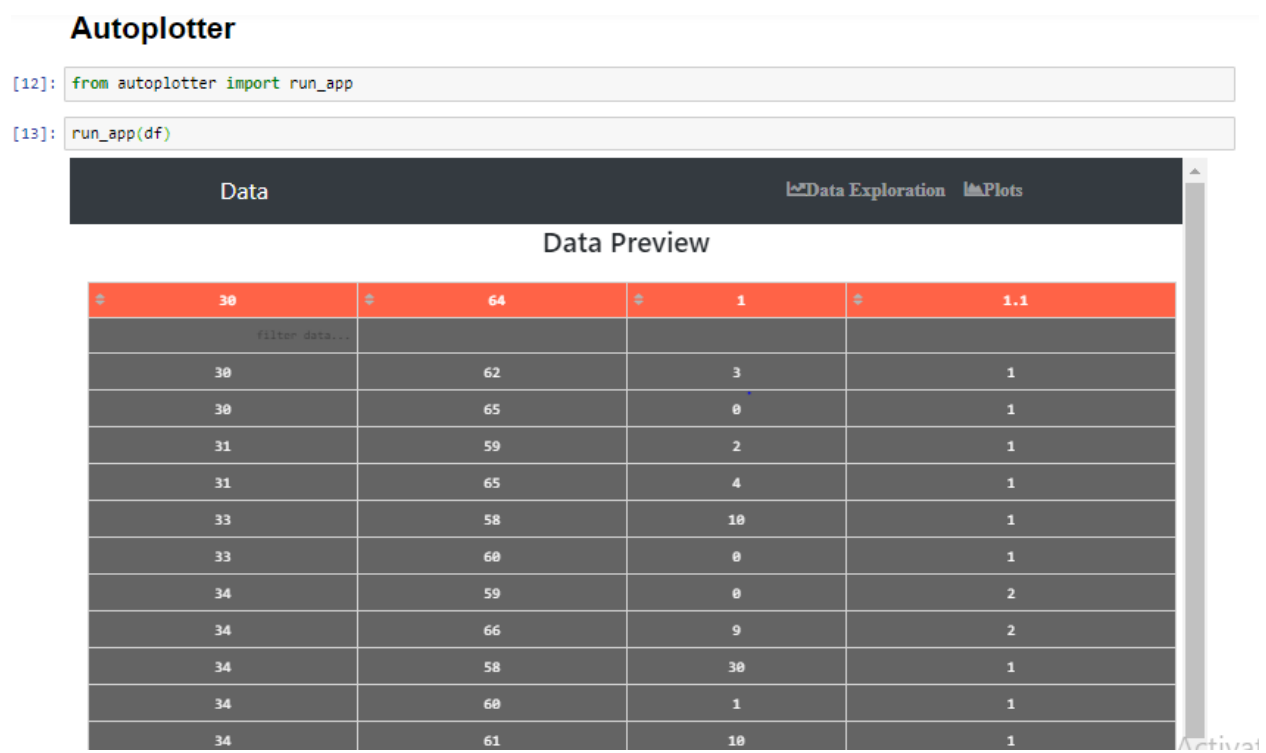 Autoplotter
[12]: from autoplotter import run_app
[13]: run_app(df)
Data Data Exploration Plots
Data Preview
30 64 1 1.1
filter data...
30 62 3 1
30 65 0 1
31 59 2 1
31 65 4 1
33 58 10 1
33 60 0 1
34 59 0 2
34 66 9 2
34 58 30 1
34 60 1 1
34 61 10 1